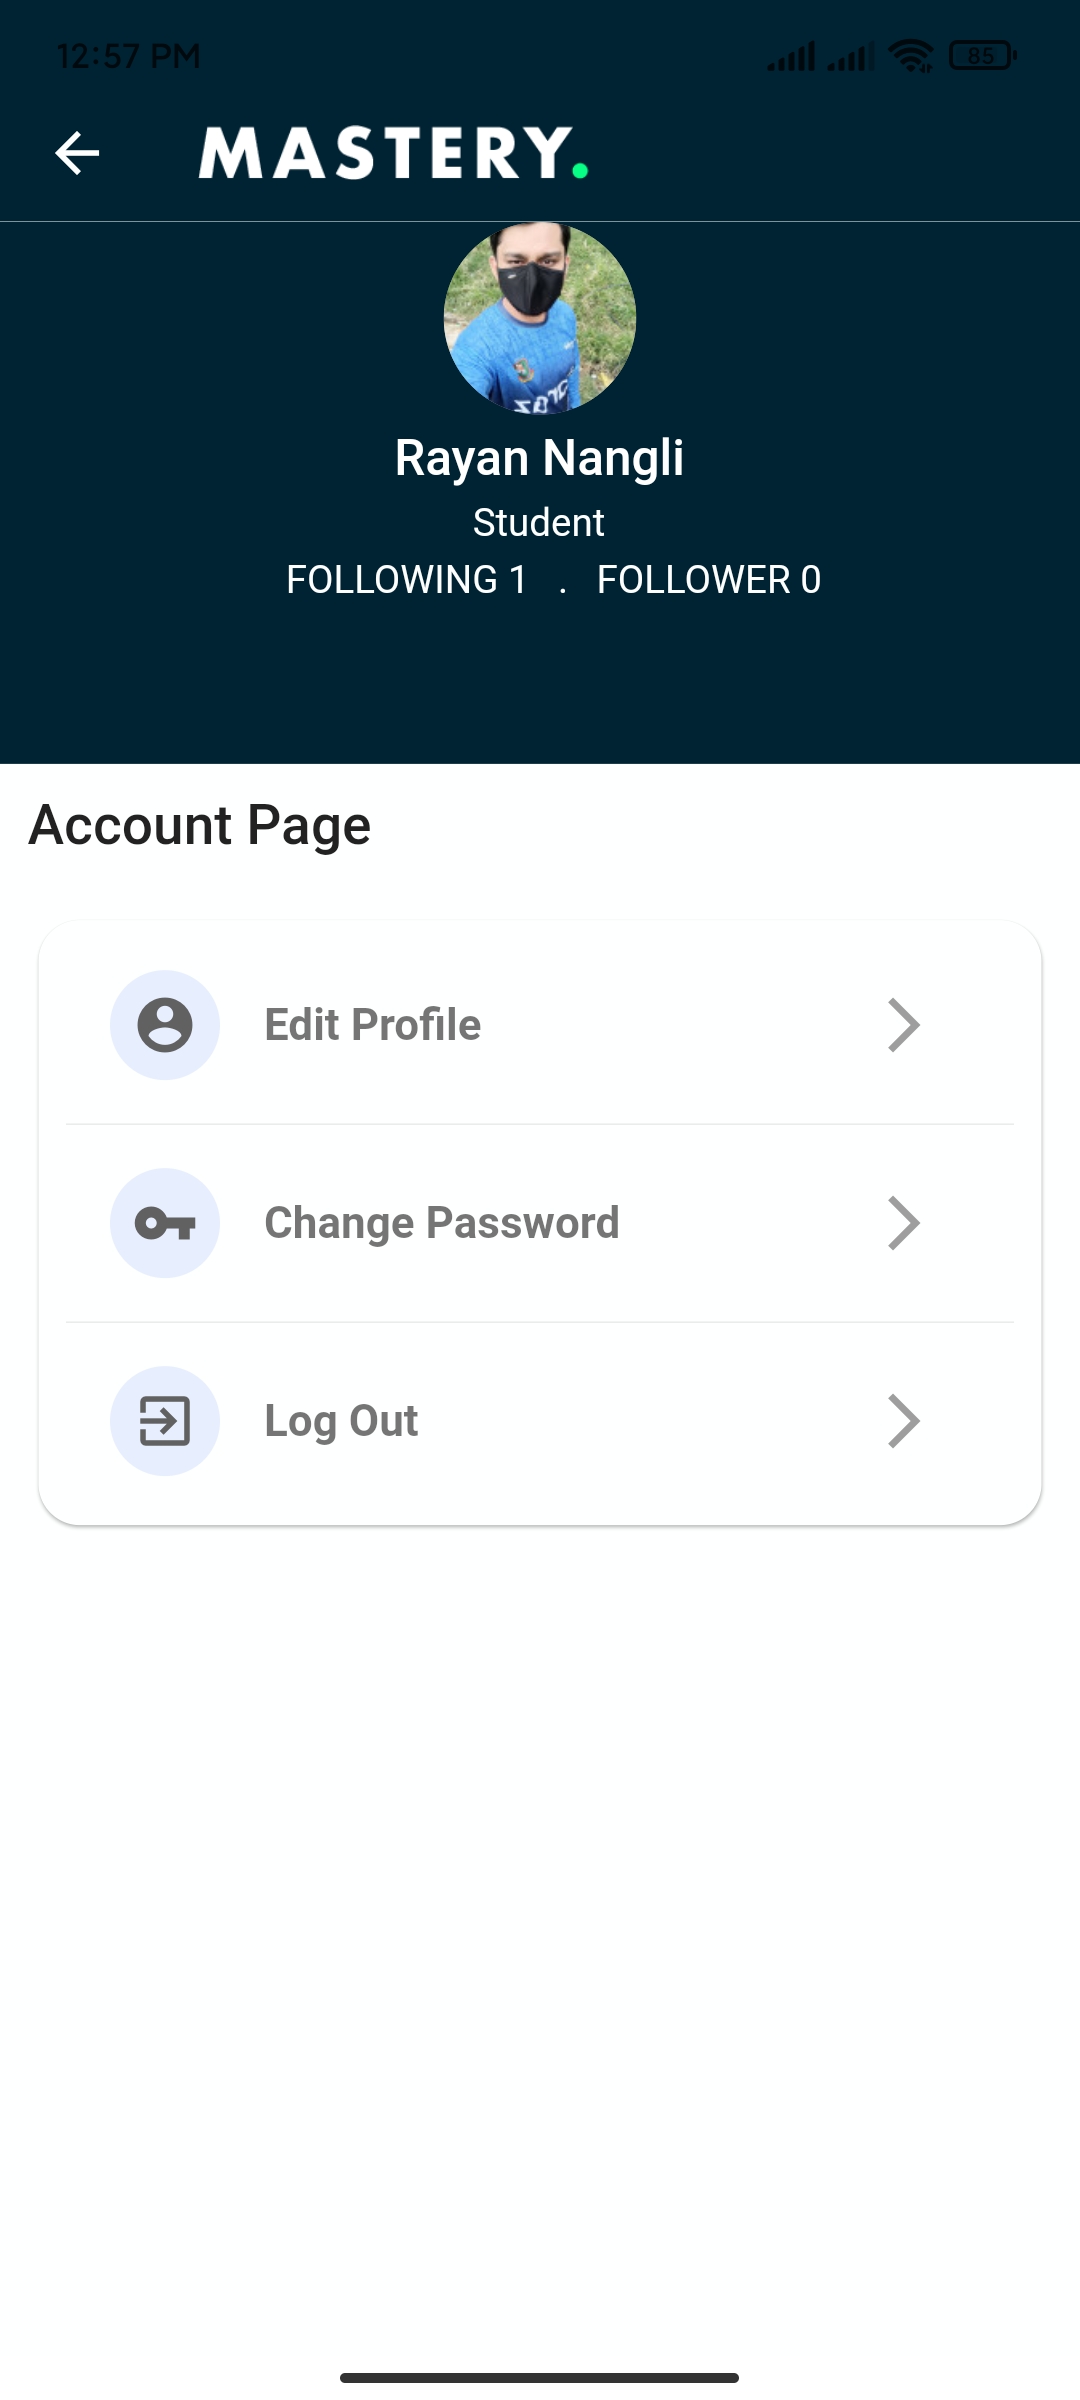 12:57 PM 85
MASTERY.
Rayan Nangli
Student
FOLLOWING 1 . FOLLOWER 0
Account Page
Edit Profile
Change Password
Log Out